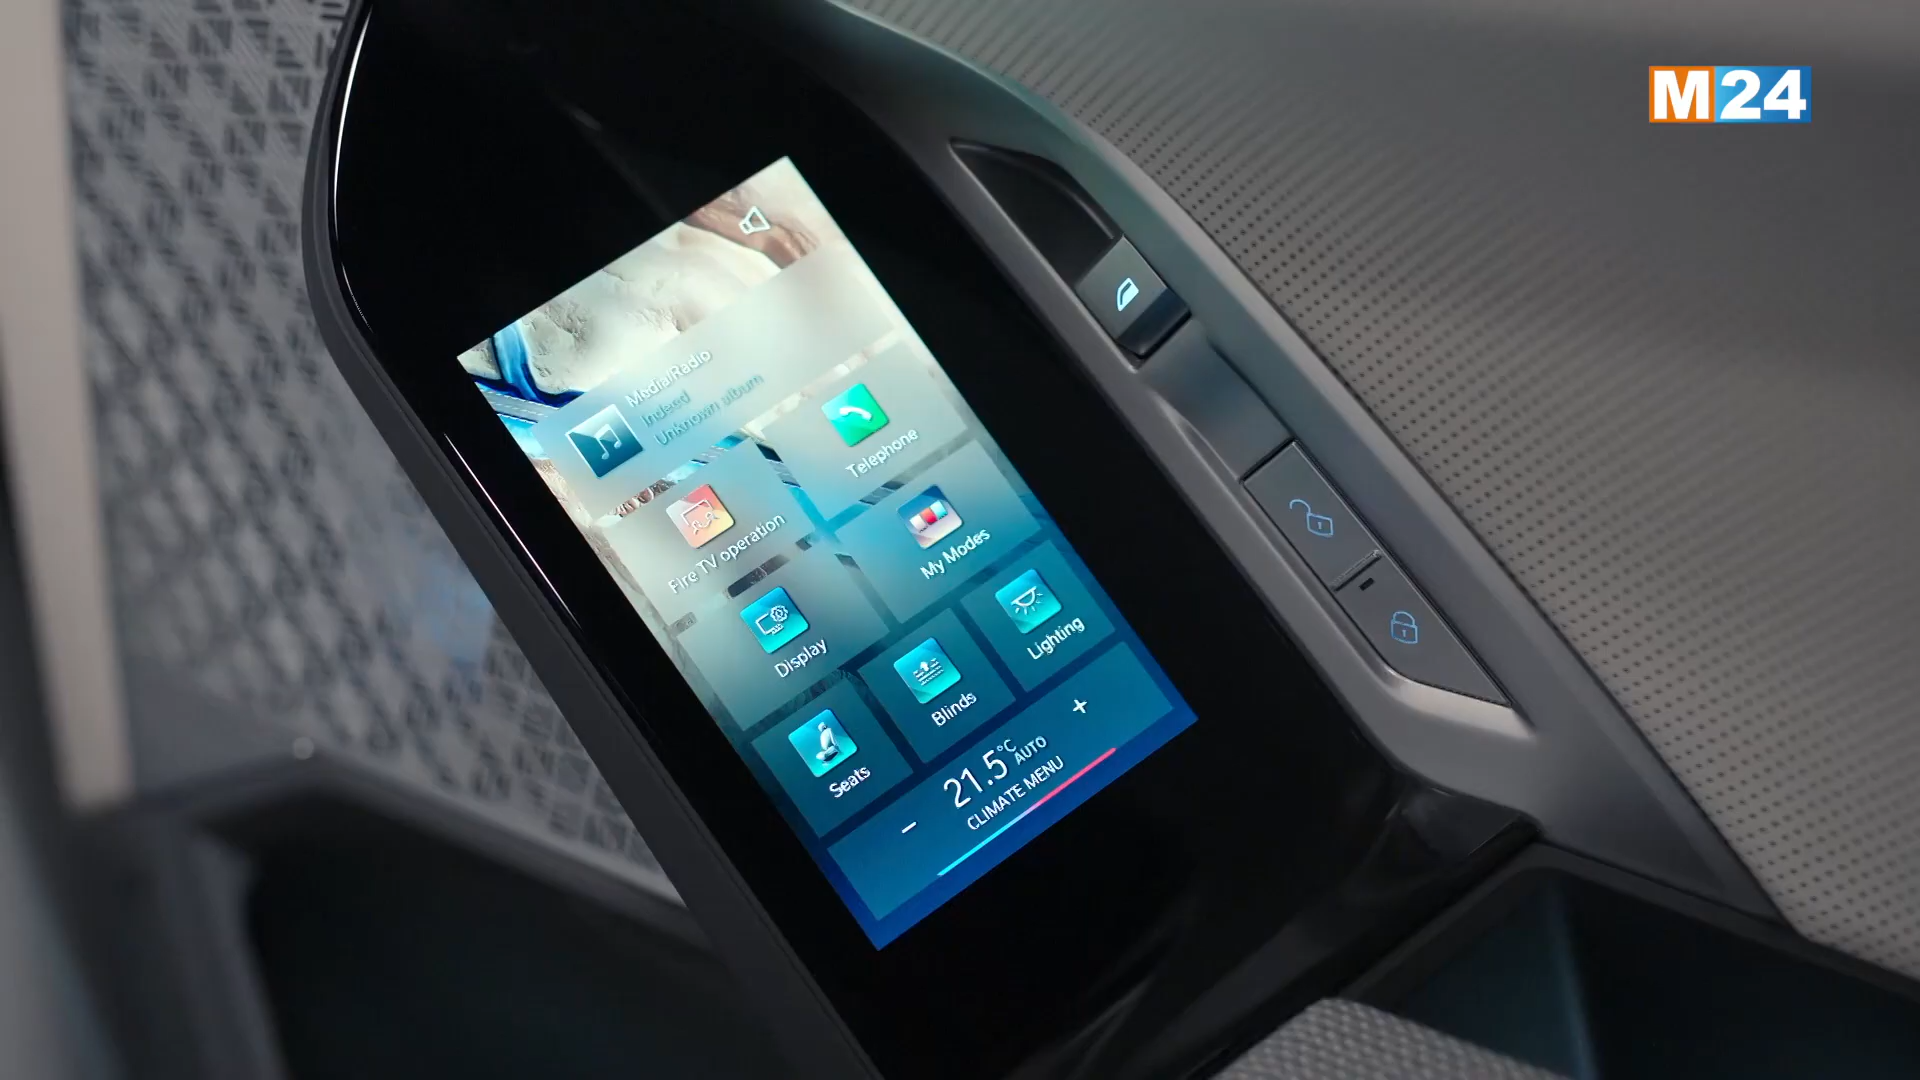 M24
Media/Radio
Indeed
Unknown album
Telephone
Fire TV operation
My Modes
Display
Lighting
Blinds
Seats
+
21.5°C AUTO
CLIMATE MENU
−